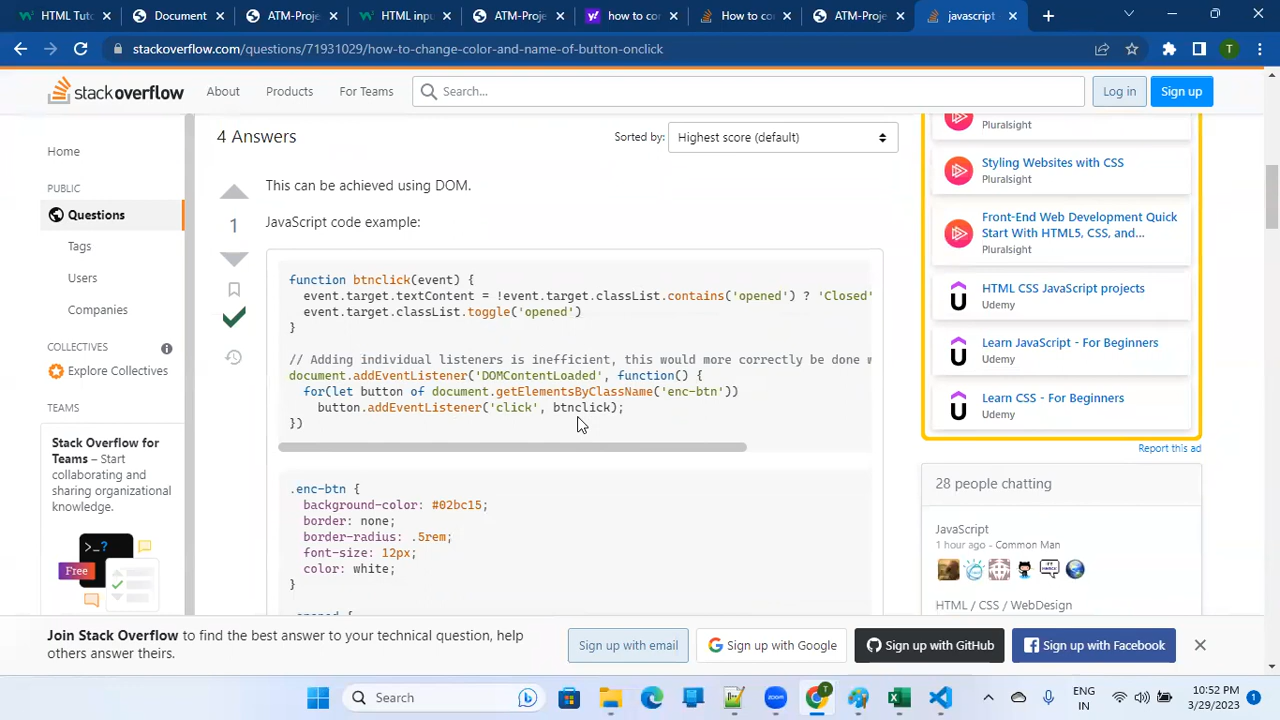 HTML Tuto
Document
ATM-Proje
HTML inpu
ATM-Proje
how to cor
How to co
ATM-Proje
javascript
stackoverflow.com/questions/71931029/how-to-change-color-and-name-of-button-onclick
T
stackoverflow
About
Products
For Teams
Search...
Log in
Sign up
Home
PUBLIC
Questions
Tags
Users
Companies
COLLECTIVES
Explore Collectives
TEAMS
Stack Overflow for
Teams – Start
collaborating and
sharing organizational
knowledge.
>_?
Free
4 Answers
Sorted by:
Highest score (default)
1
This can be achieved using DOM.
JavaScript code example:
function btnclick(event) {
event.target.textContent = !event.target.classList.contains('opened') ? 'Closed'
event.target.classList.toggle('opened')
}
// Adding individual listeners is inefficient, this would more correctly be done w
document.addEventListener('DOMContentLoaded', function() {
for(let button of document.getElementsByClassName('enc-btn'))
button.addEventListener('click', btnclick);
})
.enc-btn {
background-color: #02bc15;
border: none;
border-radius: .5rem;
font-size: 12px;
color: white;
}
Pluralsight
Styling Websites with CSS
Pluralsight
Front-End Web Development Quick
Start With HTML5, CSS, and...
Pluralsight
HTML CSS JavaScript projects
Udemy
Learn JavaScript - For Beginners
Udemy
Learn CSS - For Beginners
Udemy
Report this ad
28 people chatting
JavaScript
1 hour ago - Common Man
HTML / CSS / WebDesign
Join Stack Overflow to find the best answer to your technical question, help
others answer theirs.
Sign up with email
Sign up with Google
Sign up with GitHub
Sign up with Facebook
Search
ENG
IN
10:52 PM
3/29/2023